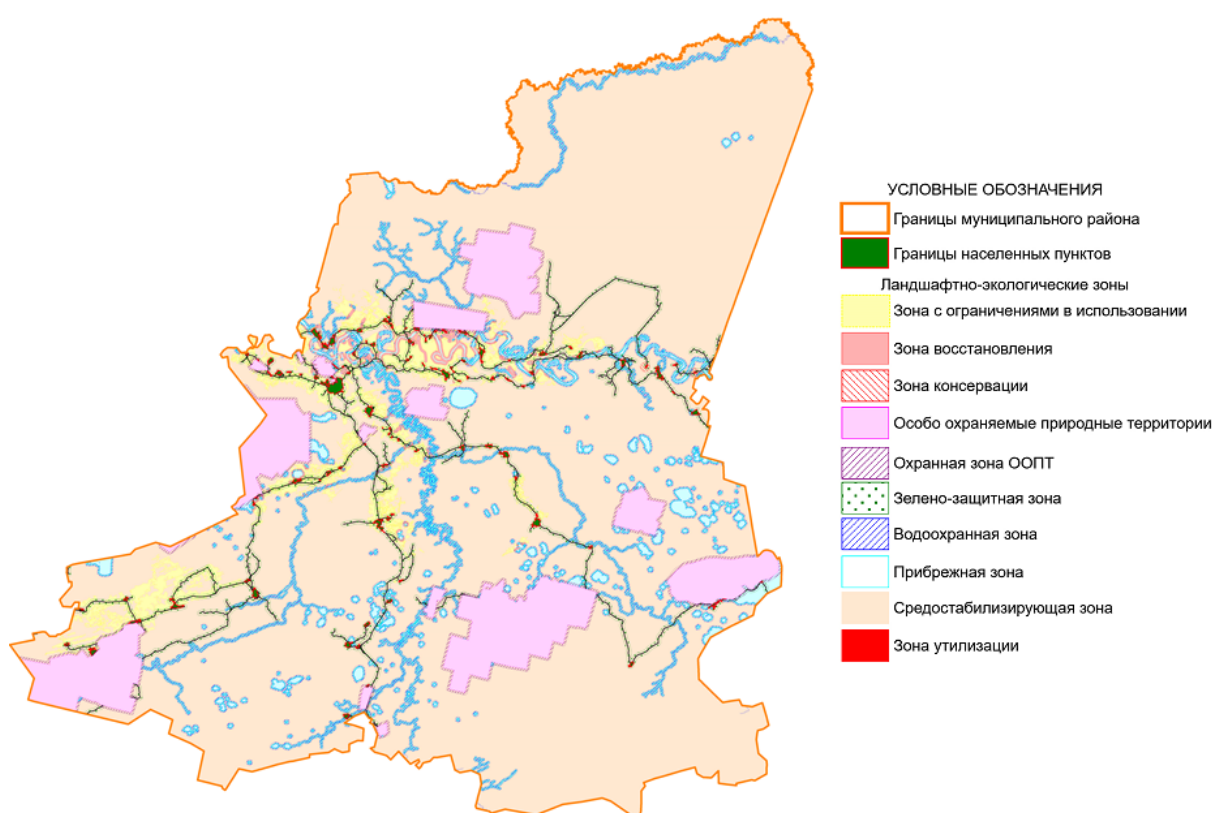 УСЛОВНЫЕ ОБОЗНАЧЕНИЯ
Границы муниципального района
Границы населенных пунктов
Ландшафтно-экологические зоны
Зона с ограничениями в использовании
Зона восстановления
Зона консервации
Особо охраняемые природные территории
Охранная зона ООПТ
Зелено-защитная зона
Водоохранная зона
Прибрежная зона
Средостабилизирующая зона
Зона утилизации